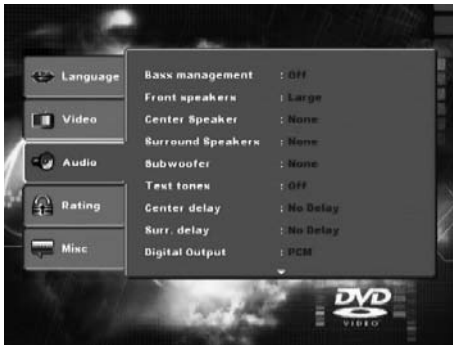 Language
Video
Audio
Rating
Misc
Bass management : Off
Front speakers : Large
Center Speaker : None
Surround Speakers : None
Subwoofer : None
Test tones : Off
Center delay : No Delay
Surr. delay : No Delay
Digital Output : PCM
DVD
VIDEO